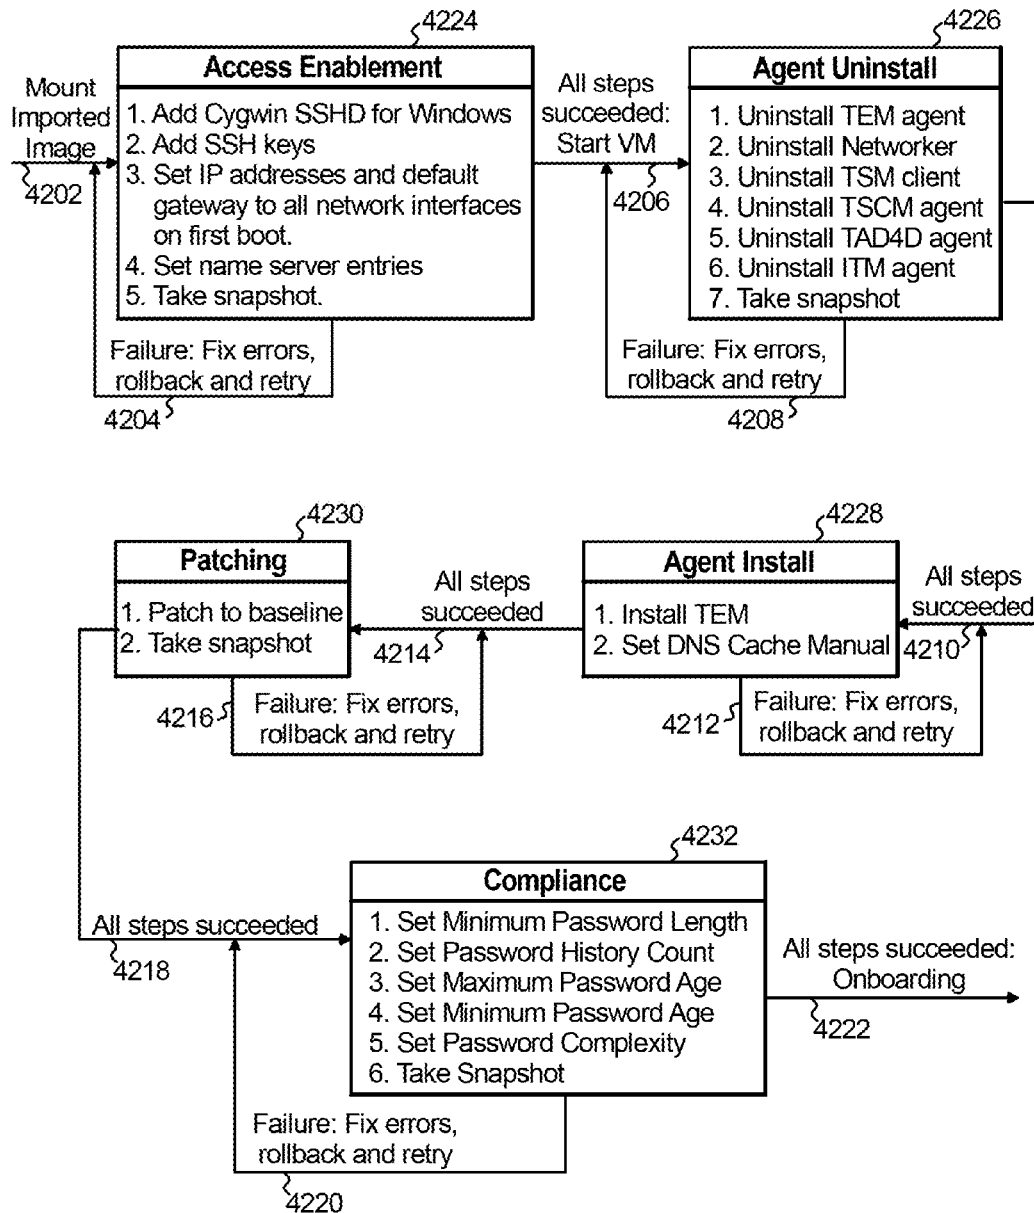 4224
Access Enablement
1. Add Cygwin SSHD for Windows
2. Add SSH keys
3. Set IP addresses and default
gateway to all network interfaces
on first boot.
4. Set name server entries
5. Take snapshot.
Mount
Imported
Image
4202
Failure: Fix errors,
rollback and retry
4204
All steps
succeeded:
Start VM
4206
4226
Agent Uninstall
1. Uninstall TEM agent
2. Uninstall Networker
3. Uninstall TSM client
4. Uninstall TSCM agent
5. Uninstall TAD4D agent
6. Uninstall ITM agent
7. Take snapshot
Failure: Fix errors,
rollback and retry
4208
4230
Patching
1. Patch to baseline
2. Take snapshot
4216
Failure: Fix errors,
rollback and retry
All steps
succeeded
4214
4228
Agent Install
1. Install TEM
2. Set DNS Cache Manual
4212
Failure: Fix errors,
rollback and retry
All steps
succeeded
4210
4232
Compliance
1. Set Minimum Password Length
2. Set Password History Count
3. Set Maximum Password Age
4. Set Minimum Password Age
5. Set Password Complexity
6. Take Snapshot
All steps succeeded
4218
Failure: Fix errors,
rollback and retry
4220
All steps succeeded:
Onboarding
4222